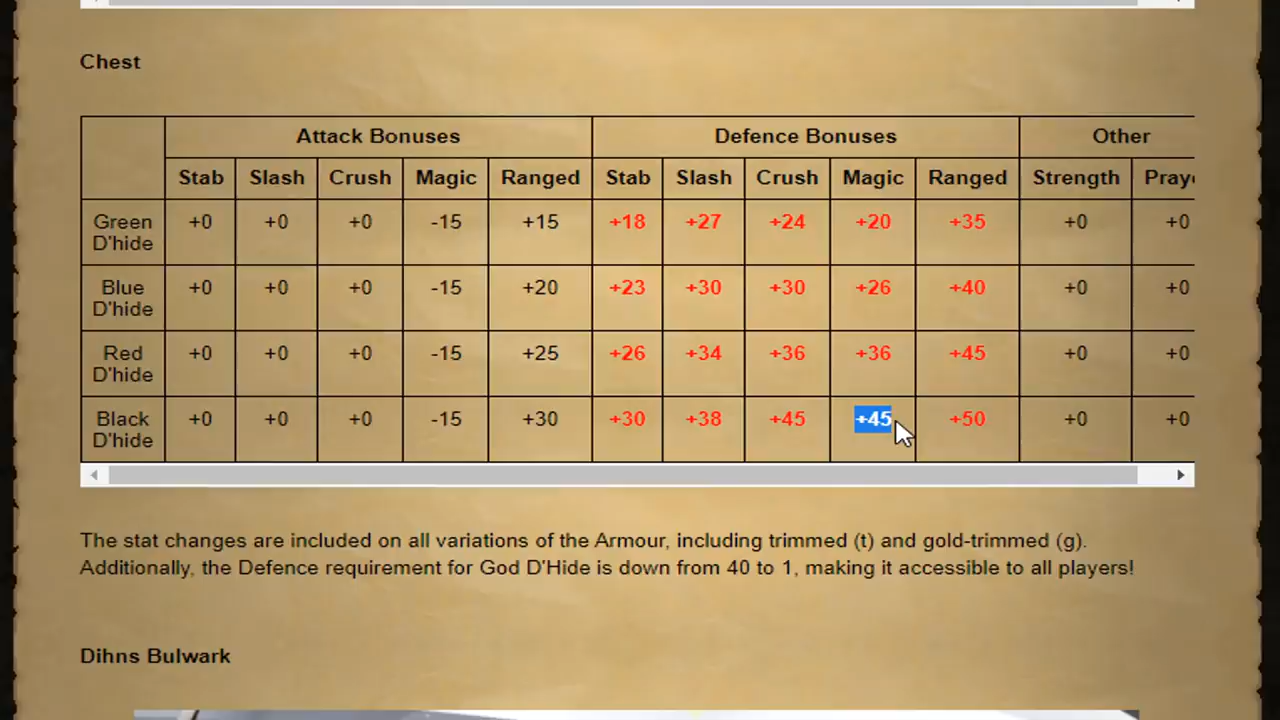 Chest
Attack Bonuses Defence Bonuses Other
Stab Slash Crush Magic Ranged Stab Slash Crush Magic Ranged Strength Praye
Green D'hide +0 +0 +0 -15 +15 +18 +27 +24 +20 +35 +0 +0
Blue D'hide +0 +0 +0 -15 +20 +23 +30 +30 +26 +40 +0 +0
Red D'hide +0 +0 +0 -15 +25 +26 +34 +36 +36 +45 +0 +0
Black D'hide +0 +0 +0 -15 +30 +30 +38 +45 +45 +50 +0 +0
The stat changes are included on all variations of the Armour, including trimmed (t) and gold-trimmed (g).
Additionally, the Defence requirement for God D'Hide is down from 40 to 1, making it accessible to all players!
Dihns Bulwark